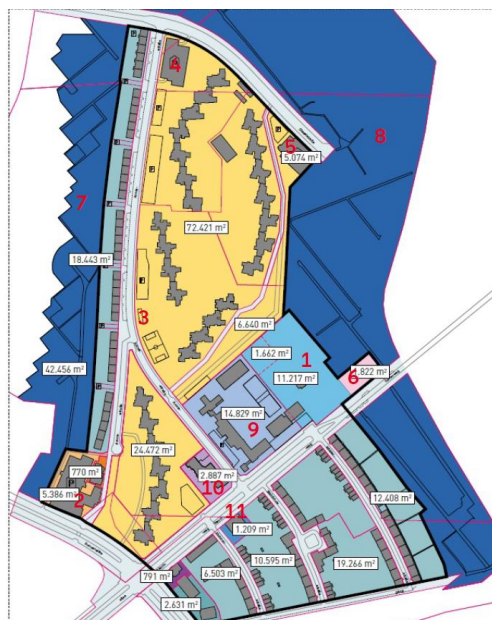 4
8
5
5.074 m²
7
72.421 m²
18.443 m²
3
6.640 m²
1.662 m²
1
42.456 m²
11.217 m²
6
.822 m²
14.829 m²
9
24.472 m²
770 m²
2.887 m²
5.386 m²
2
10
12.408 m²
11
1.209 m²
10.595 m²
19.266 m²
791 m²
6.503 m²
2.631 m²